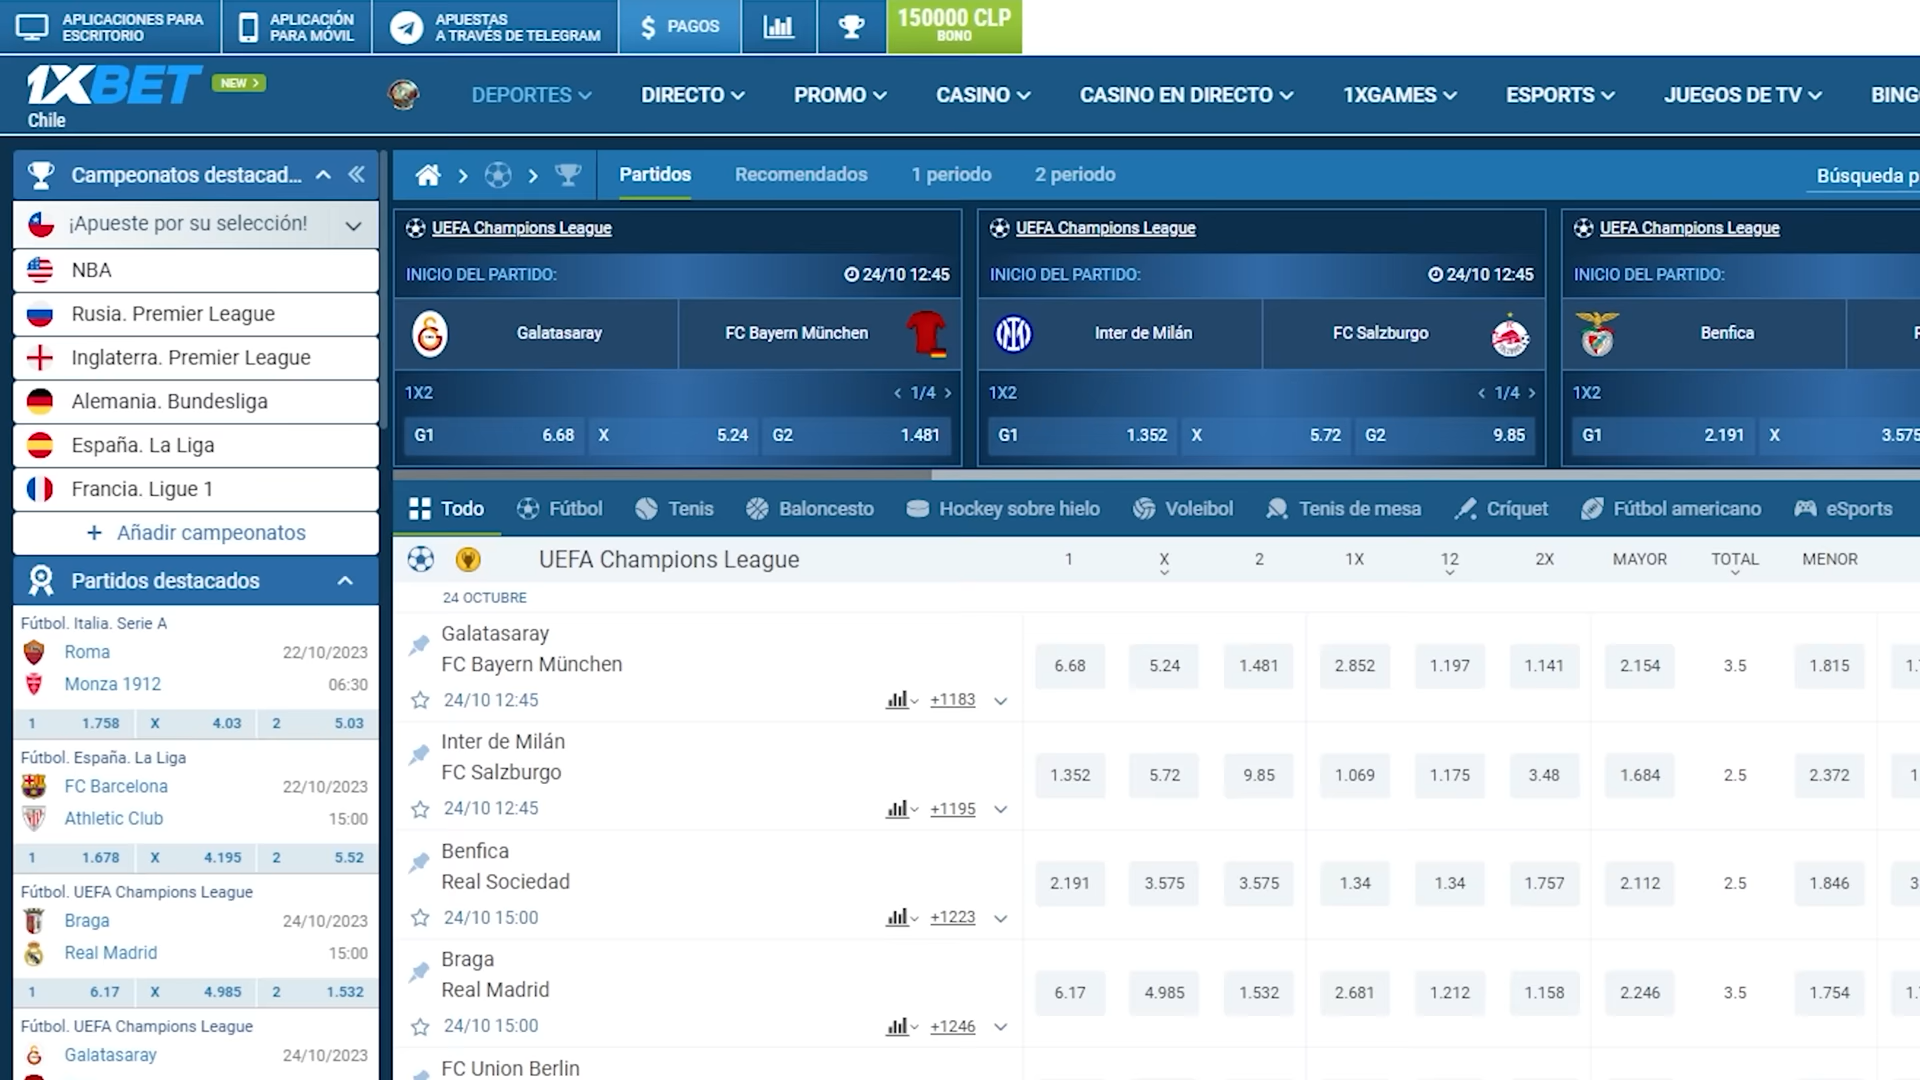 APLICACIONES PARA
ESCRITORIO
APLICACIÓN
PARA MÓVIL
APUESTAS
A TRAVÉS DE TELEGRAM
PAGOS
150000 CLP
BONO
1XBET
NEW >
Chile
DEPORTES
DIRECTO
PROMO
CASINO
CASINO EN DIRECTO
1XGAMES
ESPORTS
JUEGOS DE TV
BING
Campeonatos destacad...
¡Apueste por su selección!
NBA
Rusia. Premier League
Inglaterra. Premier League
Alemania. Bundesliga
España. La Liga
Francia. Ligue 1
+ Añadir campeonatos
Partidos destacados
Fútbol. Italia. Serie A
Roma 22/10/2023
Monza 1912 06:30
1 1.758 X 4.03 2 5.03
Fútbol. España. La Liga
FC Barcelona 22/10/2023
Athletic Club 15:00
1 1.678 X 4.195 2 5.52
Fútbol. UEFA Champions League
Braga 24/10/2023
Real Madrid 15:00
1 6.17 X 4.985 2 1.532
Fútbol. UEFA Champions League
Galatasaray 24/10/2023
Partidos Recomendados 1 periodo 2 periodo Búsqueda p
UEFA Champions League
INICIO DEL PARTIDO: 24/10 12:45
Galatasaray FC Bayern München
1X2 < 1/4 >
G1 6.68 X 5.24 G2 1.481
UEFA Champions League
INICIO DEL PARTIDO: 24/10 12:45
Inter de Milán FC Salzburgo
1X2 < 1/4 >
G1 1.352 X 5.72 G2 9.85
UEFA Champions League
INICIO DEL PARTIDO:
Benfica
1X2
G1 2.191 X 3.575
Todo Fútbol Tenis Baloncesto Hockey sobre hielo Voleibol Tenis de mesa Críquet Fútbol americano eSports
UEFA Champions League 1 X 2 1X 12 2X MAYOR TOTAL MENOR
24 OCTUBRE
Galatasaray
FC Bayern München
6.68 5.24 1.481 2.852 1.197 1.141 2.154 3.5 1.815 1.
24/10 12:45 +1183
Inter de Milán
FC Salzburgo
1.352 5.72 9.85 1.069 1.175 3.48 1.684 2.5 2.372 1
24/10 12:45 +1195
Benfica
Real Sociedad
2.191 3.575 3.575 1.34 1.34 1.757 2.112 2.5 1.846 3
24/10 15:00 +1223
Braga
Real Madrid
6.17 4.985 1.532 2.681 1.212 1.158 2.246 3.5 1.754 1.
24/10 15:00 +1246
FC Union Berlin